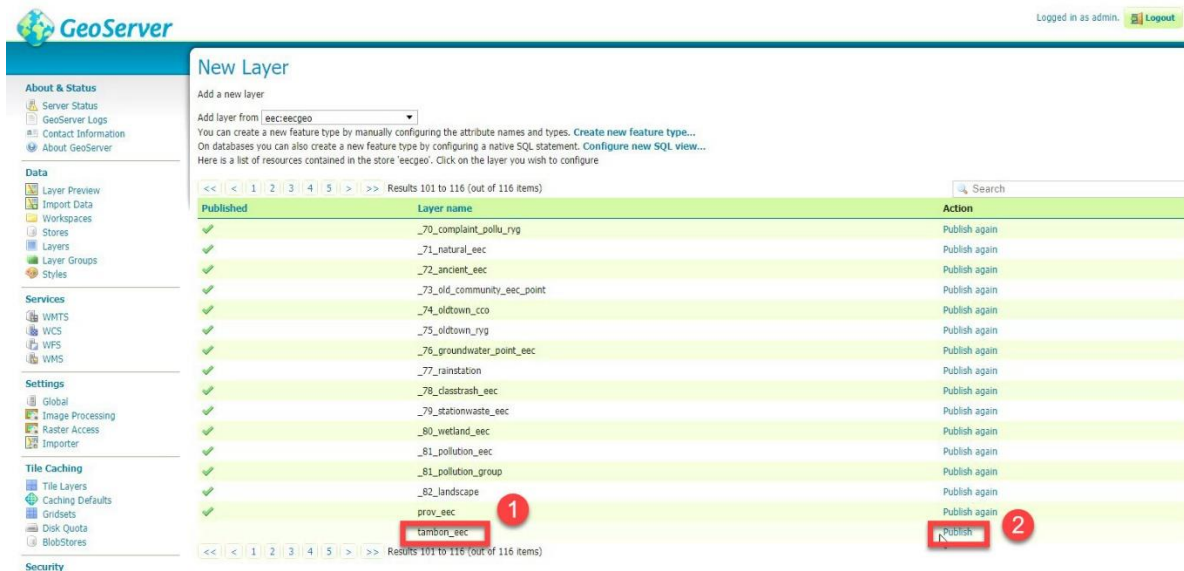 GeoServer
Logged in as admin. Logout
About & Status
Server Status
GeoServer Logs
Contact Information
About GeoServer
Data
Layer Preview
Import Data
Workspaces
Stores
Layers
Layer Groups
Styles
Services
WMTS
WCS
WFS
WMS
Settings
Global
Image Processing
Raster Access
Importer
Tile Caching
Tile Layers
Caching Defaults
Gridsets
Disk Quota
BlobStores
Security
New Layer
Add a new layer
Add layer from eec:eecgeo
You can create a new feature type by manually configuring the attribute names and types. Create new feature type...
On databases you can also create a new feature type by configuring a native SQL statement. Configure new SQL view...
Here is a list of resources contained in the store 'eecgeo'. Click on the layer you wish to configure
<< < 1 2 3 4 5 > >> Results 101 to 116 (out of 116 items) Search
Published Layer name Action
_70_complaint_pollu_ryg Publish again
_71_natural_eec Publish again
_72_ancient_eec Publish again
_73_old_community_eec_point Publish again
_74_oldtown_cco Publish again
_75_oldtown_ryg Publish again
_76_groundwater_point_eec Publish again
_77_rainstation Publish again
_78_classtrash_eec Publish again
_79_stationwaste_eec Publish again
_80_wetland_eec Publish again
_81_pollution_eec Publish again
_81_pollution_group Publish again
_82_landscape Publish again
prov_eec 1 Publish again
tambon_eec Publish 2
<< < 1 2 3 4 5 > >> Results 101 to 116 (out of 116 items)